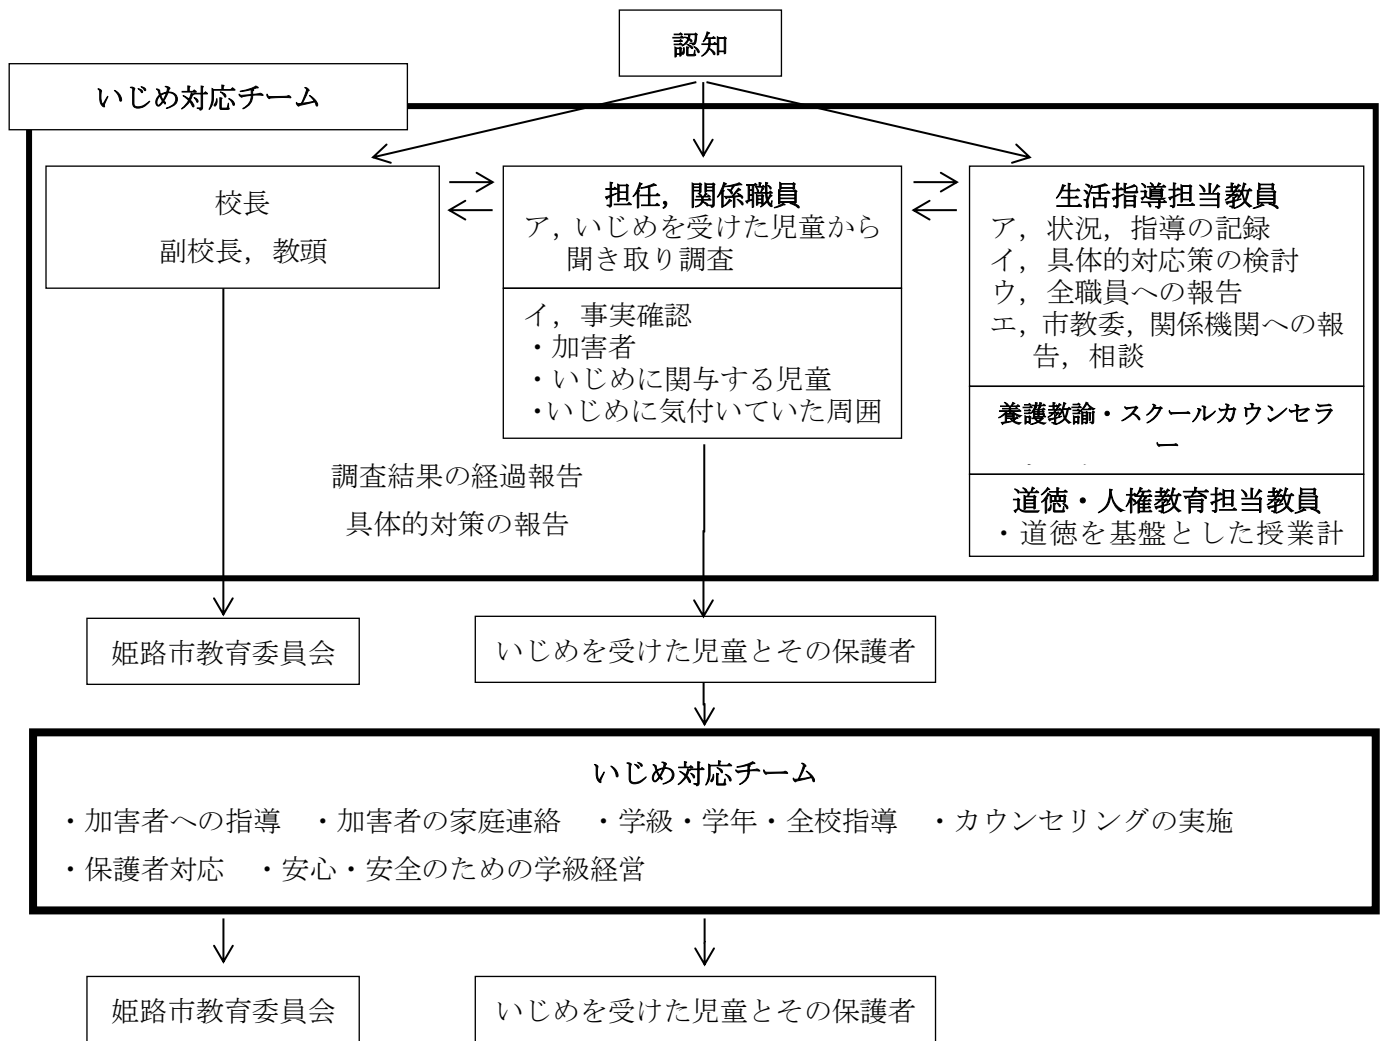 認知
いじめ対応チーム
校長
副校長，教頭
担任，関係職員
ア，いじめを受けた児童から
聞き取り調査
イ，事実確認
・加害者
・いじめに関与する児童
・いじめに気付いていた周囲
生活指導担当教員
ア，状況，指導の記録
イ，具体的対応策の検討
ウ，全職員への報告
エ，市教委，関係機関への報
告，相談
養護教諭・スクールカウンセラ
ー
道徳・人権教育担当教員
・道徳を基盤とした授業計
調査結果の経過報告
具体的対策の報告
姫路市教育委員会
いじめを受けた児童とその保護者
いじめ対応チーム
・加害者への指導　・加害者の家庭連絡　・学級・学年・全校指導　・カウンセリングの実施
・保護者対応　・安心・安全のための学級経営
姫路市教育委員会
いじめを受けた児童とその保護者